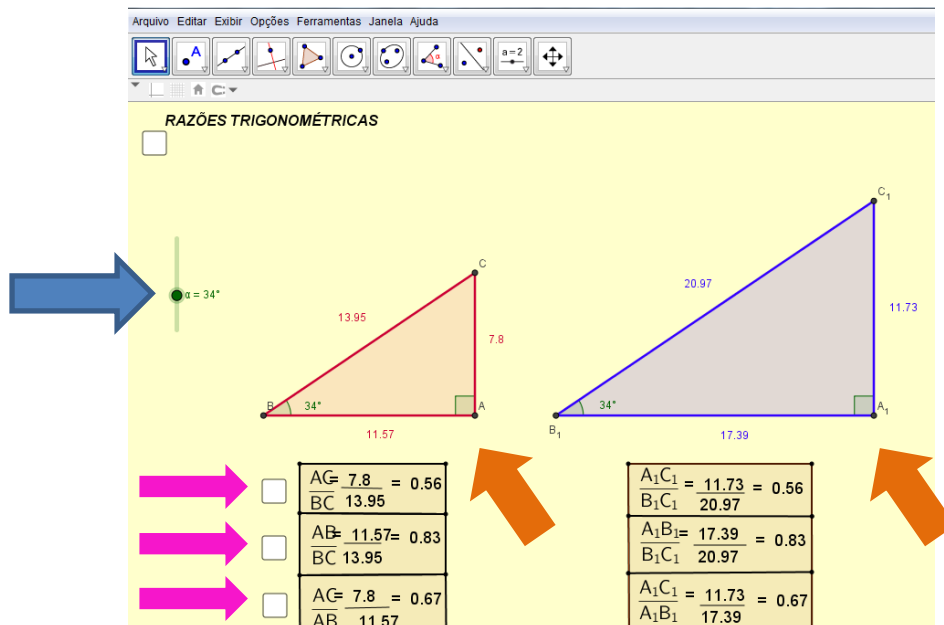 Arquivo Editar Exibir Opções Ferramentas Janela Ajuda
A
α
a=2
RAZÕES TRIGONOMÉTRICAS
α = 34°
C
13.95
7.8
B
34°
A
11.57
C₁
20.97
11.73
34°
B₁
A₁
17.39
AC/BC = 7.8/13.95 = 0.56
AB/BC = 11.57/13.95 = 0.83
AC/AB = 7.8/11.57 = 0.67
A₁C₁/B₁C₁ = 11.73/20.97 = 0.56
A₁B₁/B₁C₁ = 17.39/20.97 = 0.83
A₁C₁/A₁B₁ = 11.73/17.39 = 0.67